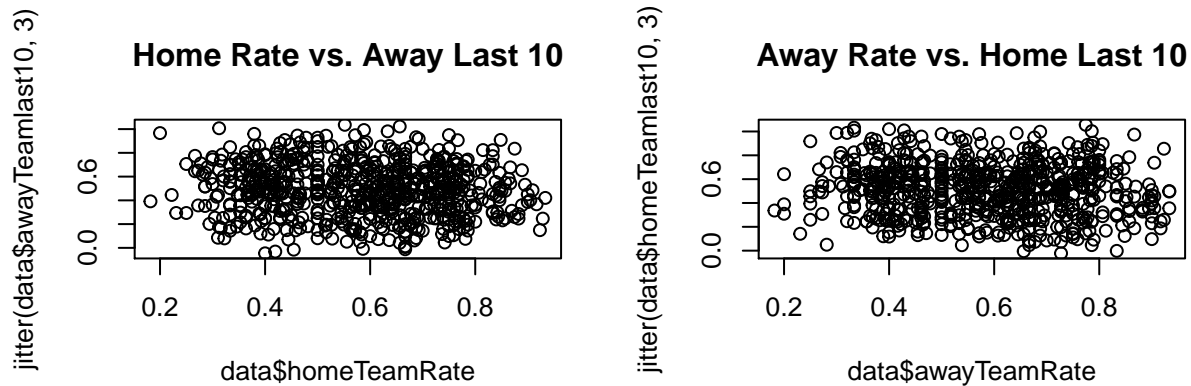 Home Rate vs. Away Last 10
jitter(data$awayTeamlast10, 3)
0.0 0.6
0.2 0.4 0.6 0.8
data$homeTeamRate
Away Rate vs. Home Last 10
jitter(data$homeTeamlast10, 3)
0.0 0.6
0.2 0.4 0.6 0.8
data$awayTeamRate